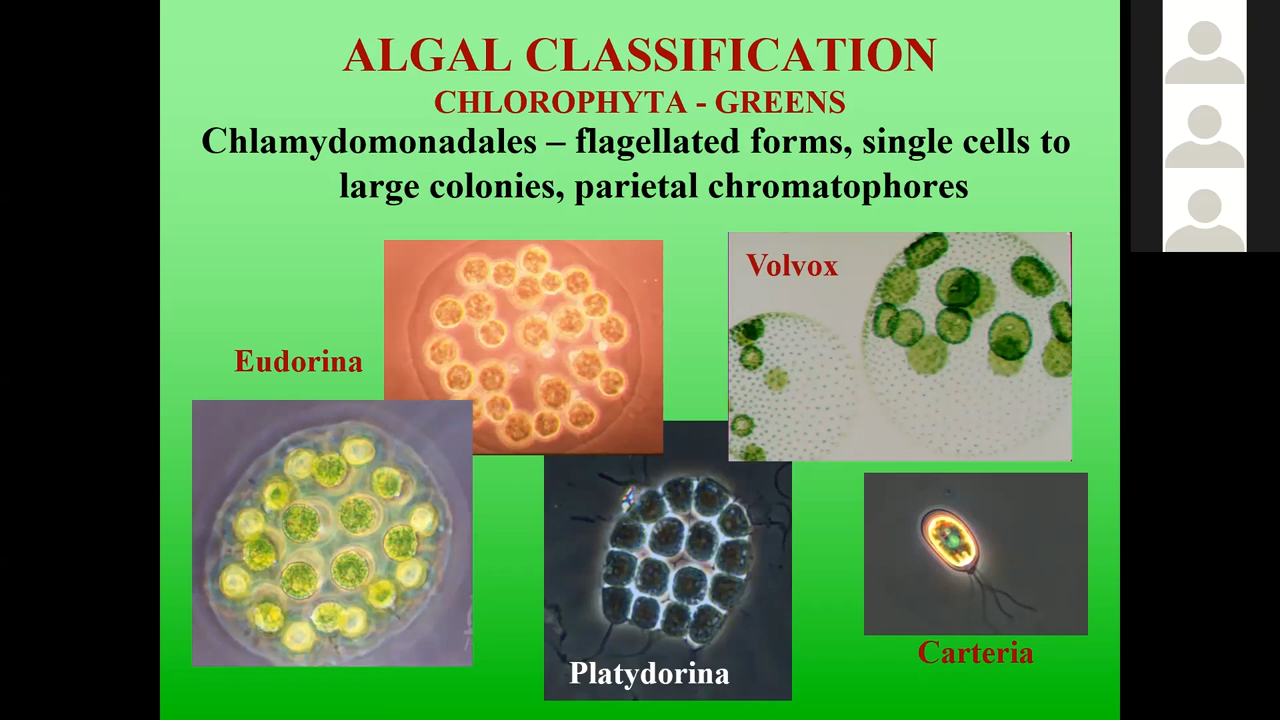 ALGAL CLASSIFICATION
CHLOROPHYTA - GREENS
Chlamydomonadales – flagellated forms, single cells to
large colonies, parietal chromatophores
Volvox
Eudorina
Platydorina
Carteria